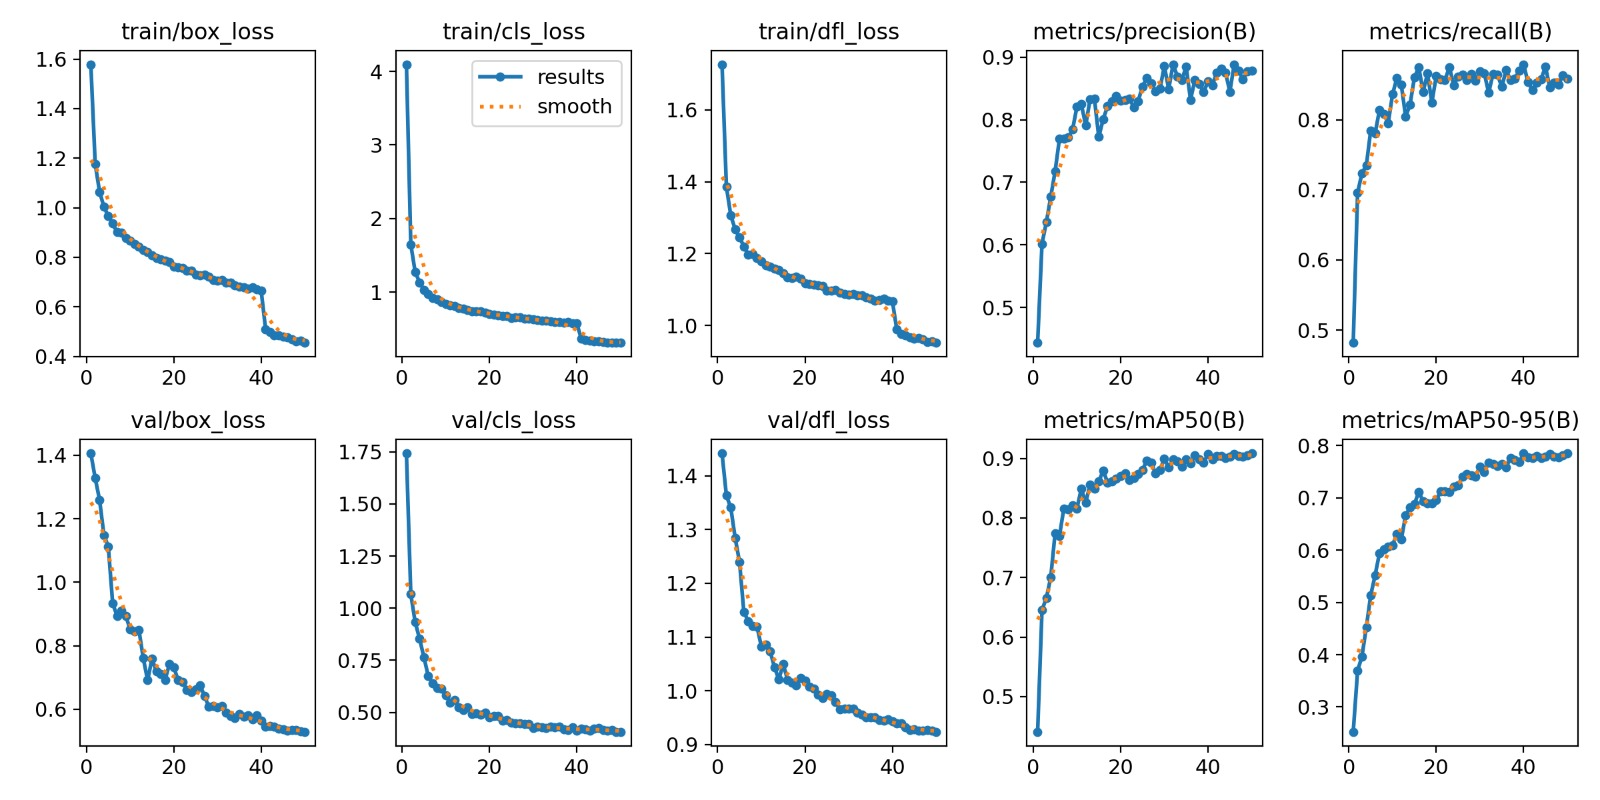 train/box_loss
1.6
1.4
1.2
1.0
0.8
0.6
0.4
0 20 40
train/cls_loss
results
smooth
4
3
2
1
0 20 40
train/dfl_loss
1.6
1.4
1.2
1.0
0 20 40
metrics/precision(B)
0.9
0.8
0.7
0.6
0.5
0 20 40
metrics/recall(B)
0.8
0.7
0.6
0.5
0 20 40
val/box_loss
1.4
1.2
1.0
0.8
0.6
0 20 40
val/cls_loss
1.75
1.50
1.25
1.00
0.75
0.50
0 20 40
val/dfl_loss
1.4
1.3
1.2
1.1
1.0
0.9
0 20 40
metrics/mAP50(B)
0.9
0.8
0.7
0.6
0.5
0 20 40
metrics/mAP50-95(B)
0.8
0.7
0.6
0.5
0.4
0.3
0 20 40